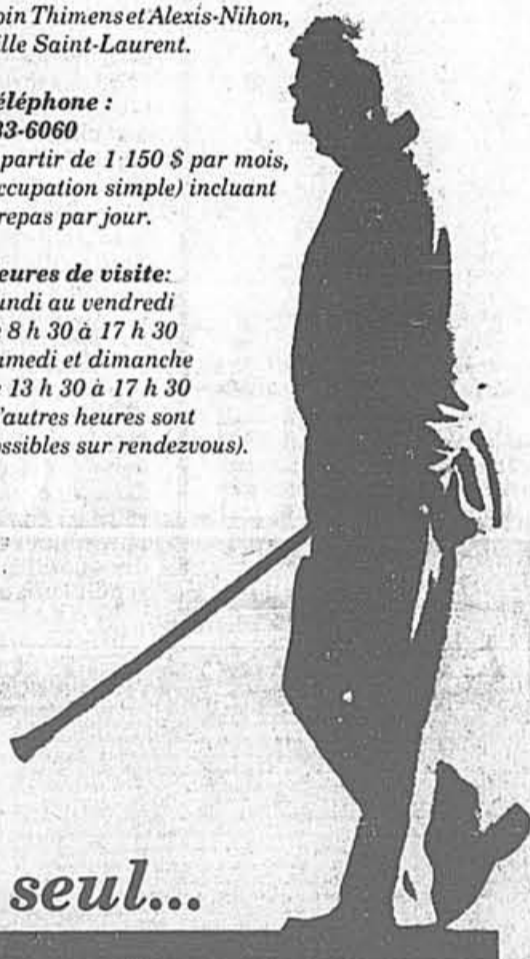 oin Thimens et Alexis-Nihon,
ille Saint-Laurent.
éléphone :
33-6060
partir de 1 150 $ par mois,
ccupation simple) incluant
repas par jour.
eures de visite:
undi au vendredi
e 8 h 30 à 17 h 30
amedi et dimanche
e 13 h 30 à 17 h 30
'autres heures sont
ossibles sur rendezvous).
seul...